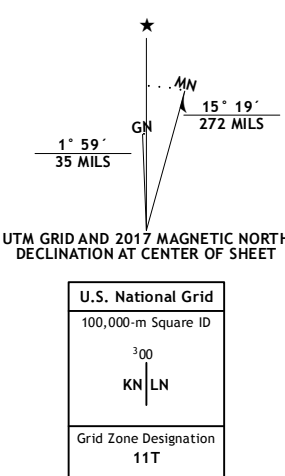 ★
MN
GN
15° 19´
272 MILS
1° 59´
35 MILS
UTM GRID AND 2017 MAGNETIC NORTH
DECLINATION AT CENTER OF SHEET
U.S. National Grid
100,000-m Square ID
³00
KN LN
Grid Zone Designation
11T